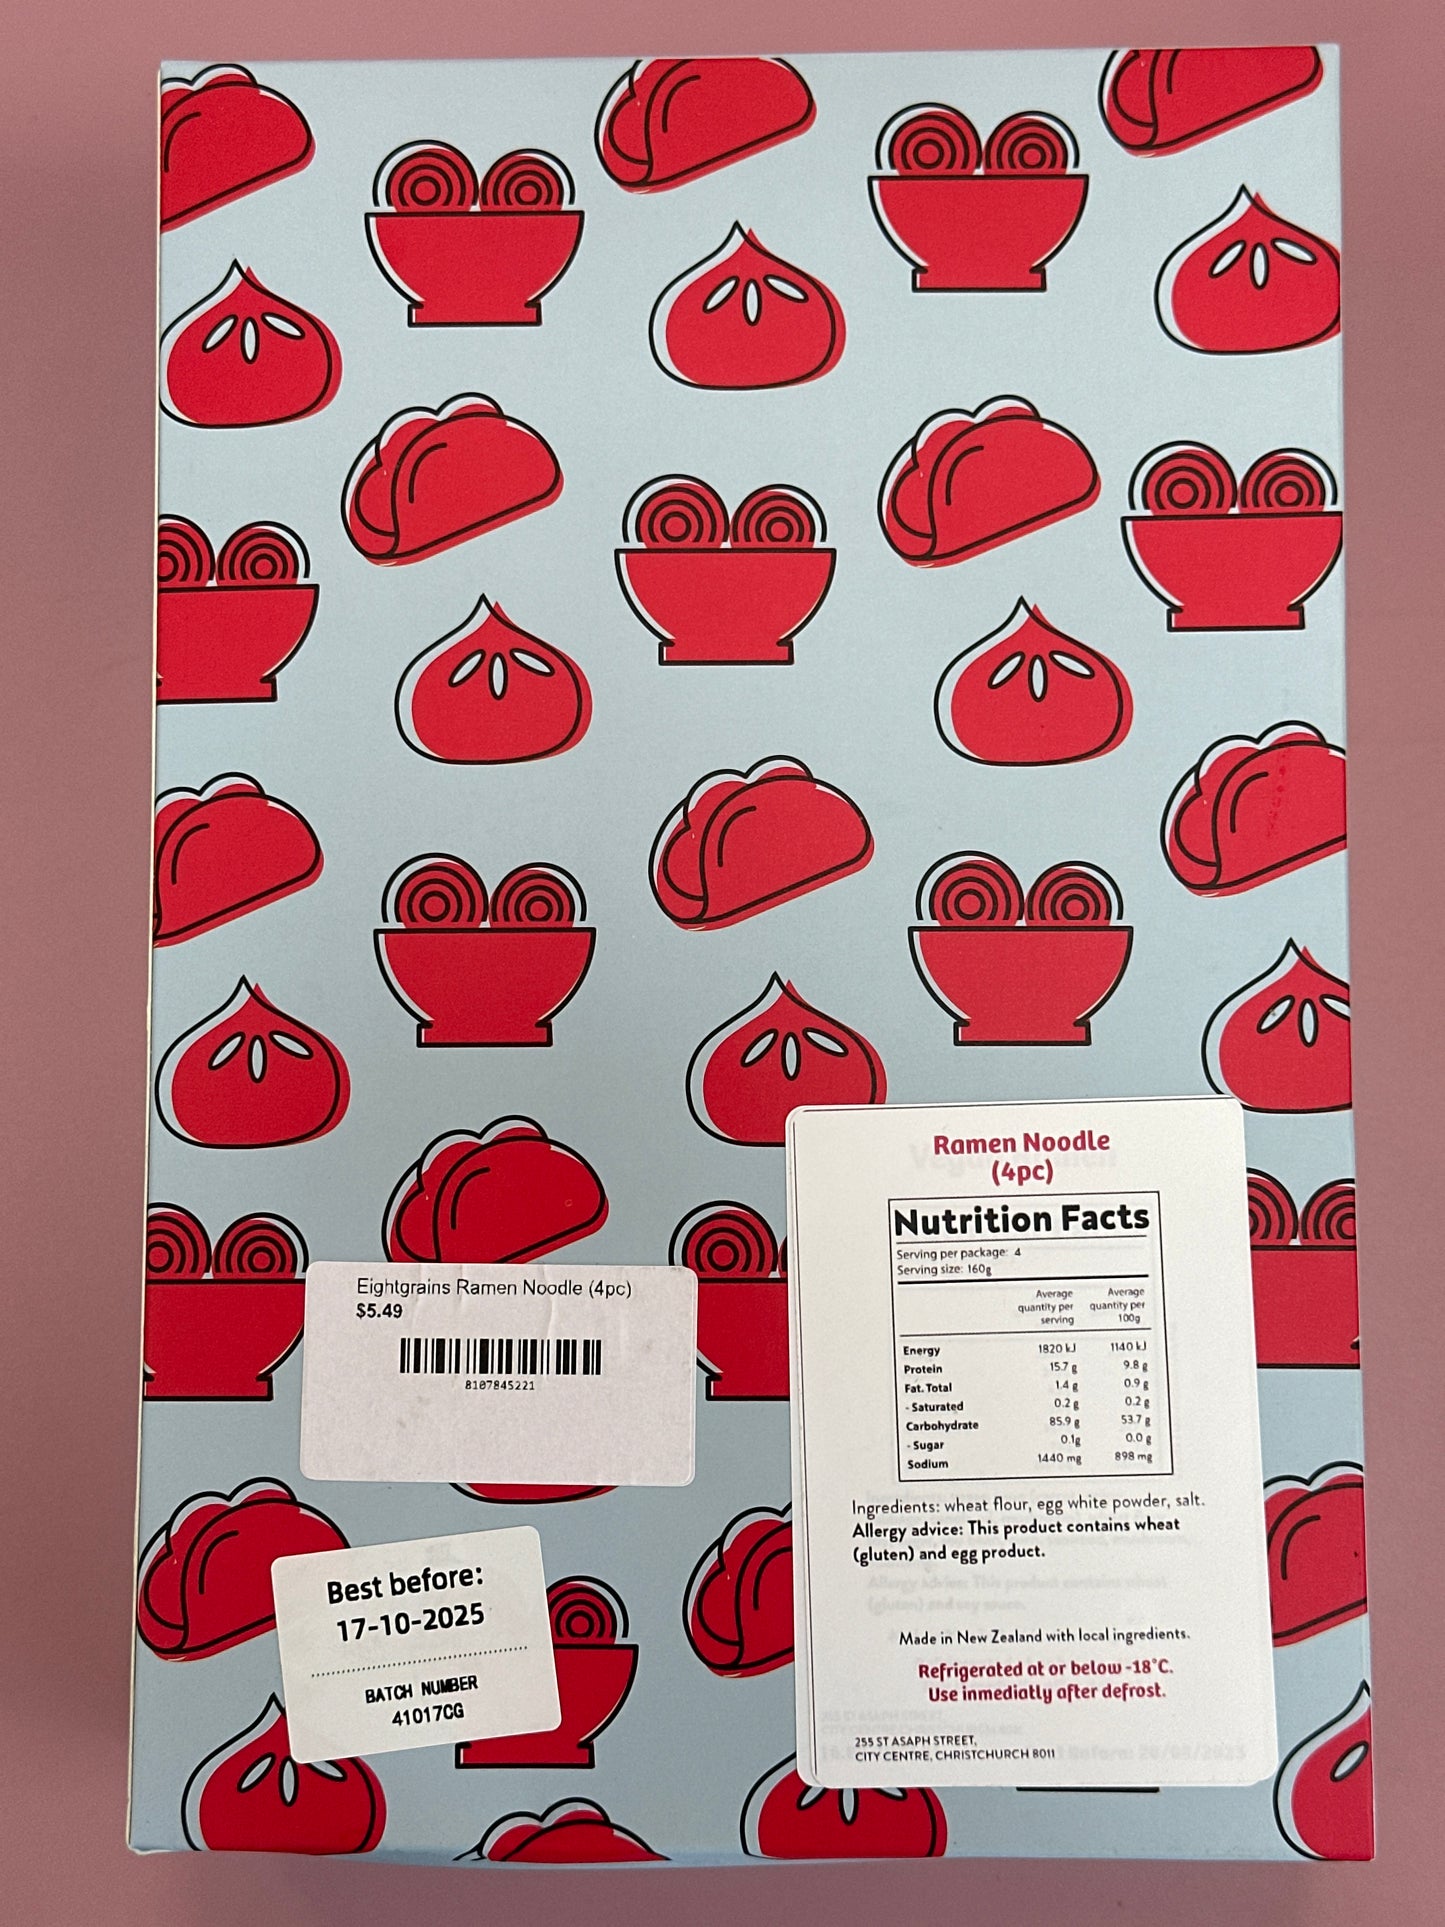 Eightgrains Ramen Noodle (4pc)
$5.49
8107845221
Best before:
17-10-2025
BATCH NUMBER
41017CG
Ramen Noodle
(4pc)
Nutrition Facts
Serving per package: 4
Serving size: 160g
Average quantity per serving Average quantity per 100g
Energy 1820 kJ 1140 kJ
Protein 15.7 g 9.8 g
Fat. Total 1.4 g 0.9 g
- Saturated 0.2 g 0.2 g
Carbohydrate 85.9 g 53.7 g
- Sugar 0.1g 0.0 g
Sodium 1440 mg 898 mg
Ingredients: wheat flour, egg white powder, salt.
Allergy advice: This product contains wheat
(gluten) and egg product.
Made in New Zealand with local ingredients.
Refrigerated at or below -18°C.
Use inmediatly after defrost.
255 ST ASAPH STREET,
CITY CENTRE, CHRISTCHURCH 8011